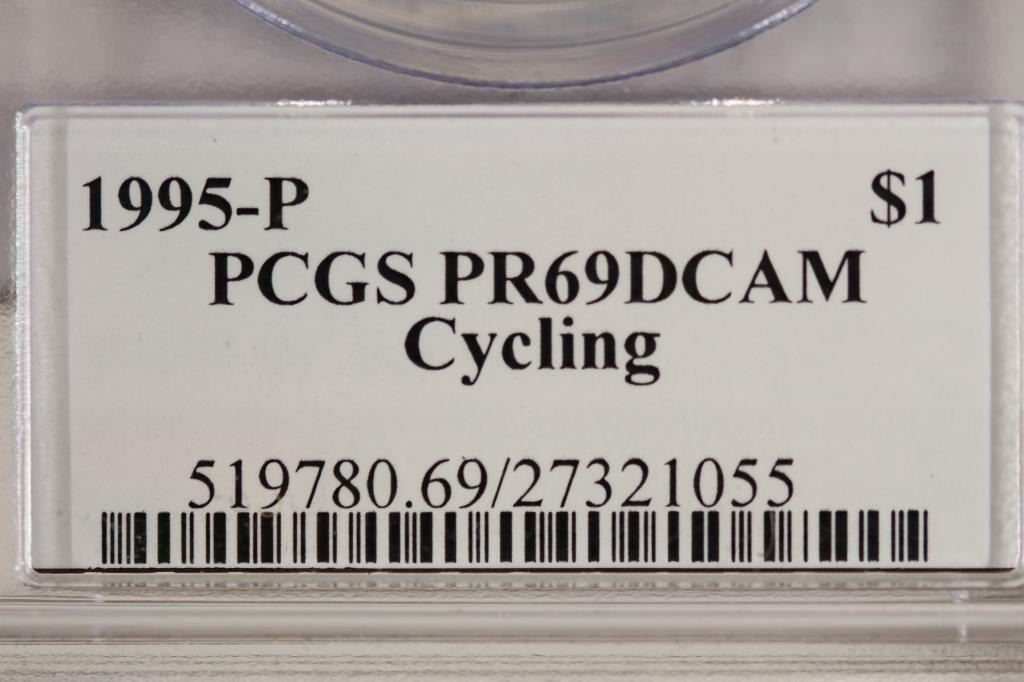 1995-P $1
PCGS PR69DCAM
Cycling
519780.69/27321055